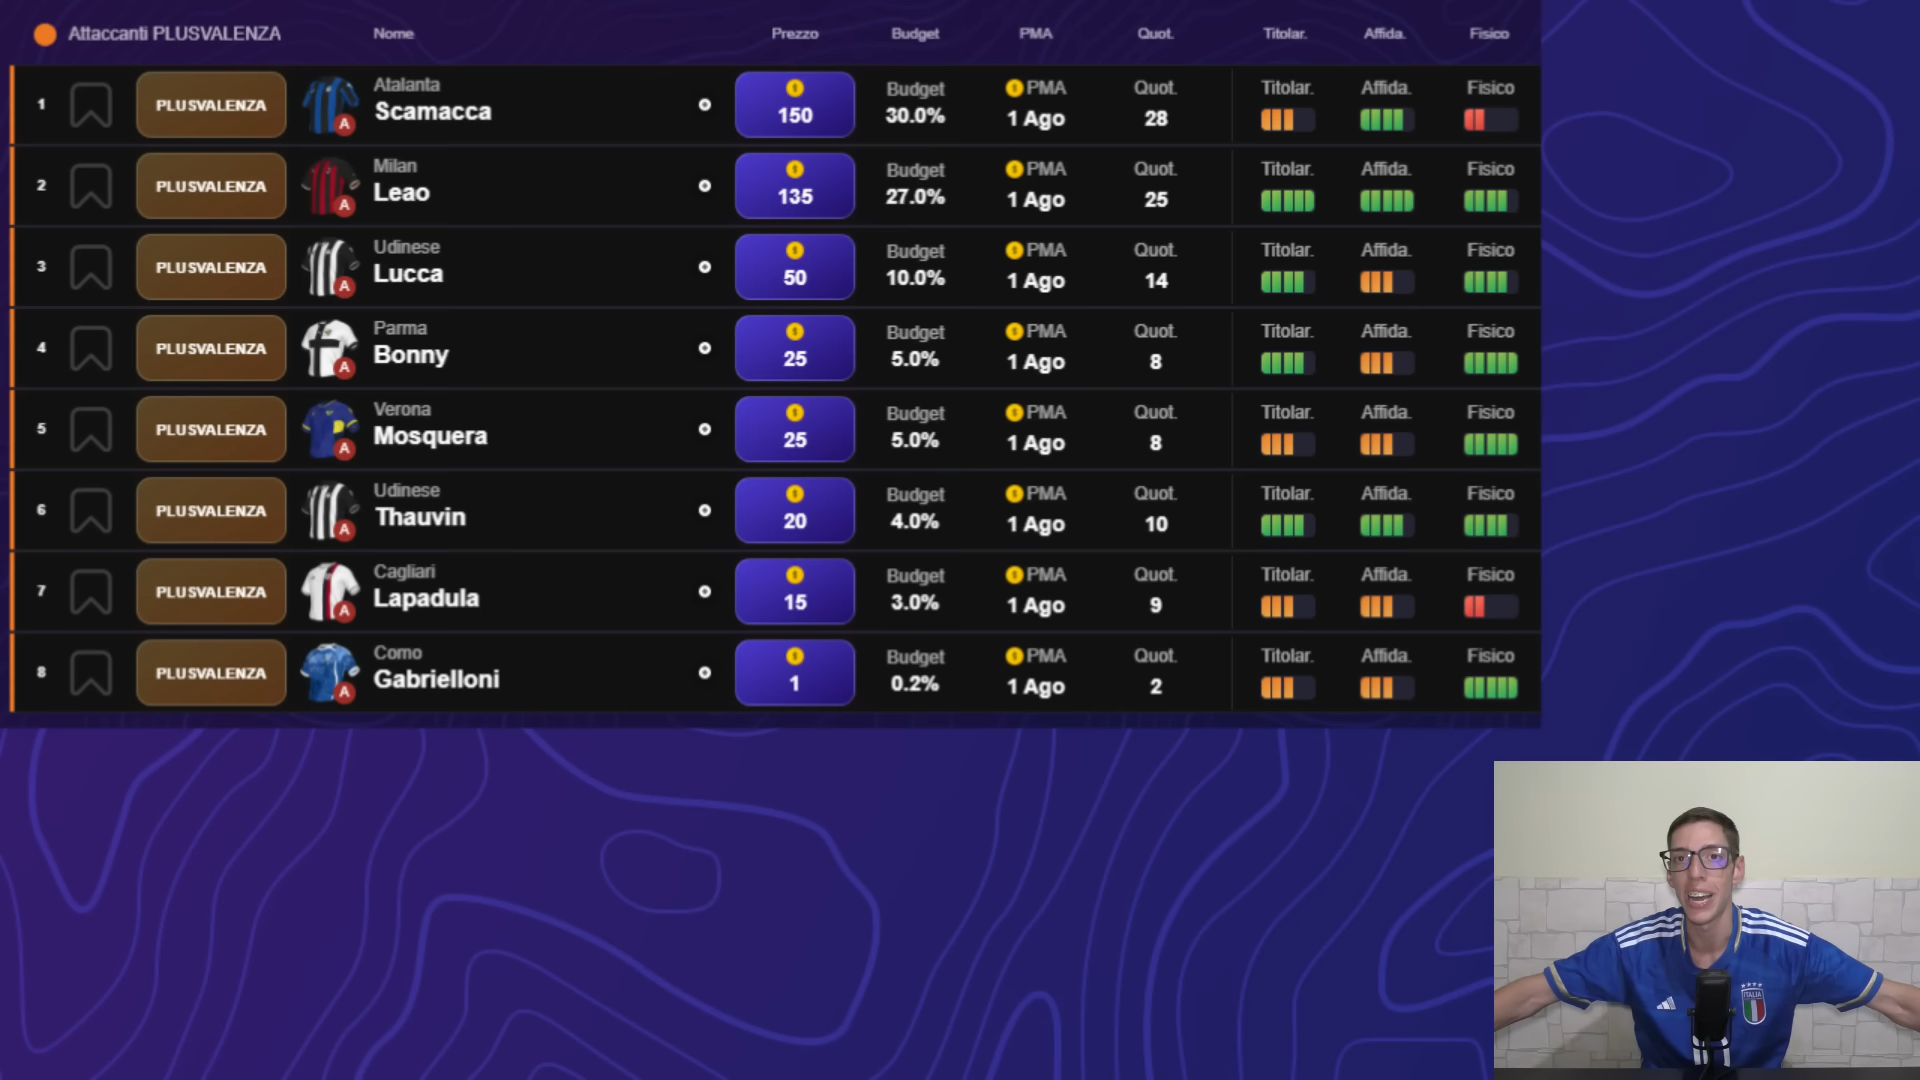 Attaccanti PLUSVALENZA Nome Prezzo Budget PMA Quot. Titolar. Affida. Fisico
1 PLUSVALENZA A Atalanta Scamacca 150 Budget 30.0% PMA 1 Ago Quot. 28 Titolar. Affida. Fisico
2 PLUSVALENZA A Milan Leao 135 Budget 27.0% PMA 1 Ago Quot. 25 Titolar. Affida. Fisico
3 PLUSVALENZA A Udinese Lucca 50 Budget 10.0% PMA 1 Ago Quot. 14 Titolar. Affida. Fisico
4 PLUSVALENZA A Parma Bonny 25 Budget 5.0% PMA 1 Ago Quot. 8 Titolar. Affida. Fisico
5 PLUSVALENZA A Verona Mosquera 25 Budget 5.0% PMA 1 Ago Quot. 8 Titolar. Affida. Fisico
6 PLUSVALENZA A Udinese Thauvin 20 Budget 4.0% PMA 1 Ago Quot. 10 Titolar. Affida. Fisico
7 PLUSVALENZA A Cagliari Lapadula 15 Budget 3.0% PMA 1 Ago Quot. 9 Titolar. Affida. Fisico
8 PLUSVALENZA A Como Gabrielloni 1 Budget 0.2% PMA 1 Ago Quot. 2 Titolar. Affida. Fisico
ITALIA